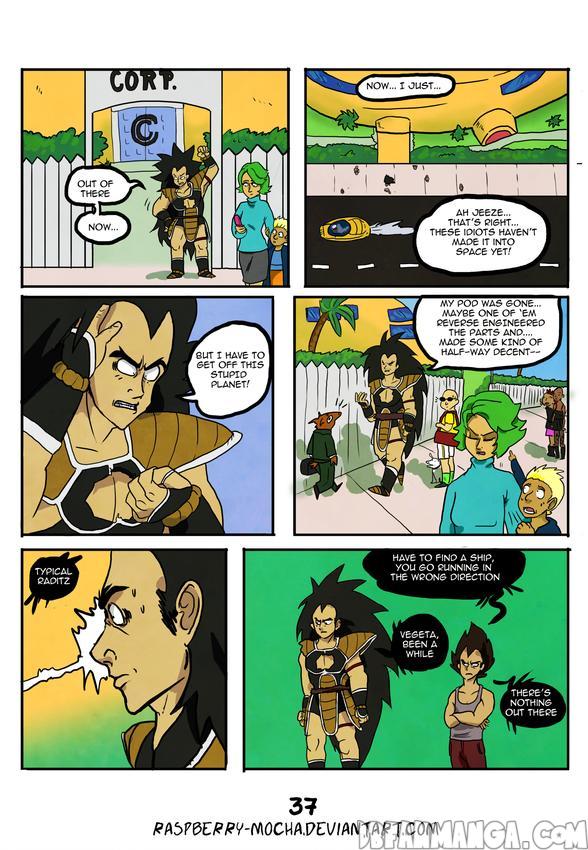 CORP.
C
OUT OF
THERE
NOW...
NOW... I JUST...
AH JEEZE...
THAT'S RIGHT...
THESE IDIOTS HAVEN'T
MADE IT INTO
SPACE YET!
BUT I HAVE TO
GET OFF THIS
STUPID
PLANET!
MY POD WAS GONE...
MAYBE ONE OF 'EM
REVERSE ENGINEERED
THE PARTS AND....
MADE SOME KIND OF
HALF-WAY DECENT--
TYPICAL
RADITZ
HAVE TO FIND A SHIP,
YOU GO RUNNING IN
THE WRONG DIRECTION
VEGETA,
BEEN A
WHILE
THERE'S
NOTHING
OUT THERE
37
RASPBERRY-MOCHA.DEVIANTART.COM
DBFANMANGA.COM